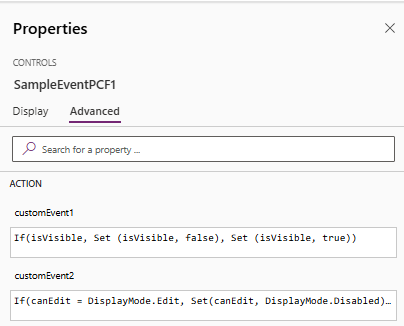 Properties
CONTROLS
SampleEventPCF1
Display Advanced
Search for a property ...
ACTION
customEvent1
If(isVisible, Set (isVisible, false), Set (isVisible, true))
customEvent2
If(canEdit = DisplayMode.Edit, Set(canEdit, DisplayMode.Disabled)…